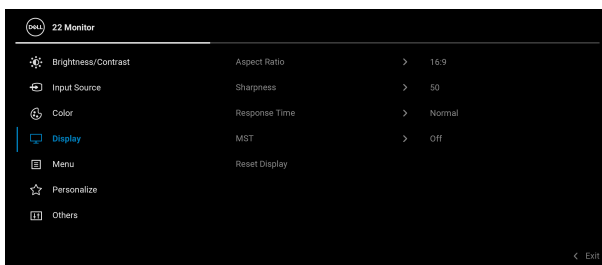 DELL 22 Monitor
Brightness/Contrast Aspect Ratio > 16:9
Input Source Sharpness > 50
Color Response Time > Normal
Display MST > Off
Menu Reset Display
Personalize
Others
< Exit